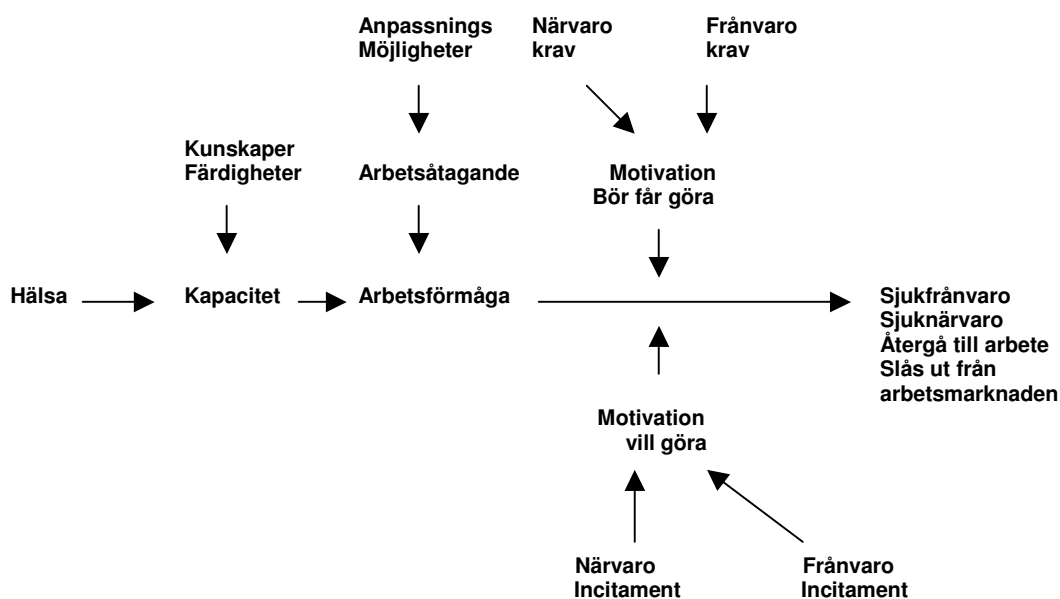 Anpassnings
Möjligheter
Närvaro
krav
Frånvaro
krav
Kunskaper
Färdigheter
Arbetsåtagande
Motivation
Bör får göra
Hälsa
Kapacitet
Arbetsförmåga
Sjukfrånvaro
Sjuknärvaro
Återgå till arbete
Slås ut från
arbetsmarknaden
Motivation
vill göra
Närvaro
Incitament
Frånvaro
Incitament